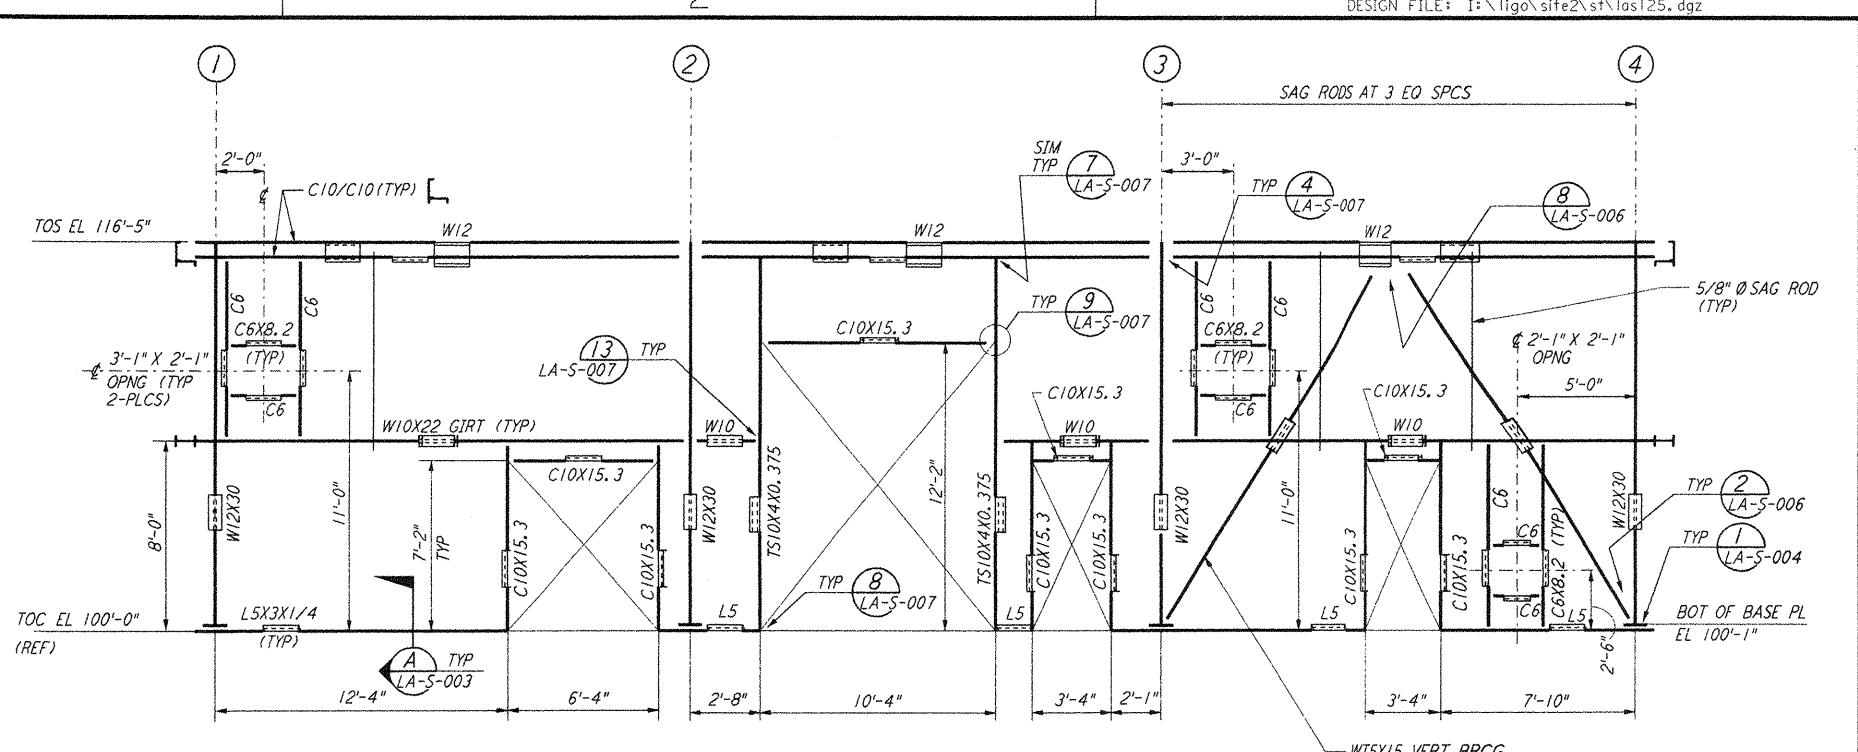 DESIGN FILE: I:\ligo\site2\st\las125.dgz
1
2
3
4
SAG RODS AT 3 EQ SPCS
2'-0"
C10/C10(TYP)
SIM
TYP 7
LA-S-007
3'-0"
TYP 4
LA-S-007
8
LA-S-006
TOS EL 116'-5"
W12
W12
W12
C6
C6
C6X8.2
(TYP)
C6
3'-1" X 2'-1"
OPNG (TYP
2-PLCS)
13
TYP
LA-S-007
C10X15.3
TYP 9
LA-S-007
C6
C6
C6X8.2
(TYP)
C6
5/8" Ø SAG ROD
(TYP)
2'-1" X 2'-1"
OPNG
5'-0"
C10X15.3
C10X15.3
W10X22 GIRT (TYP)
W10
W10
W10
C10X15.3
8'-0"
W12X30
11'-0"
7'-2"
TYP
C10X15.3
C10X15.3
W12X30
TS10X4X0.375
12'-2"
TS10X4X0.375
C10X15.3
C10X15.3
W12X30
11'-0"
C10X15.3
C10X15.3
C6
C6
C6
C6X8.2 (TYP)
W12X30
TYP 2
LA-S-006
TYP 1
LA-S-004
TYP 8
LA-S-007
TOC EL 100'-0"
(REF)
L5X3X1/4
(TYP)
L5
L5
L5
L5
BOT OF BASE PL
EL 100'-1"
2'-6"
A TYP
LA-S-003
12'-4"
6'-4"
2'-8"
10'-4"
3'-4"
2'-1"
3'-4"
7'-10"
WT5X15 VERT BRCG